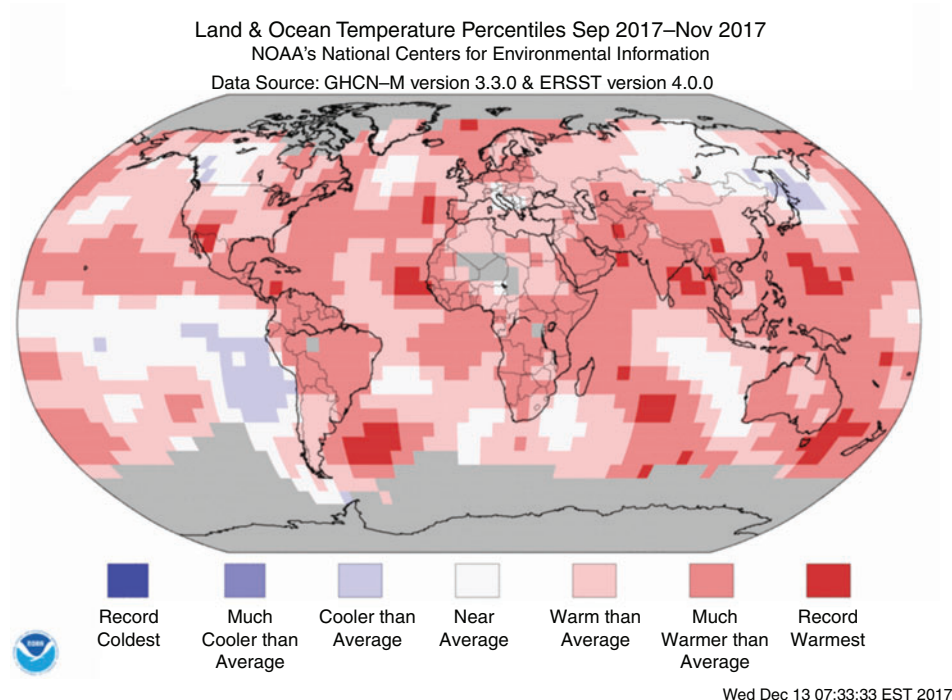 Land & Ocean Temperature Percentiles Sep 2017–Nov 2017
NOAA's National Centers for Environmental Information
Data Source: GHCN–M version 3.3.0 & ERSST version 4.0.0
Record
Coldest
Much
Cooler than
Average
Cooler than
Average
Near
Average
Warm than
Average
Much
Warmer than
Average
Record
Warmest
NOAA
Wed Dec 13 07:33:33 EST 2017